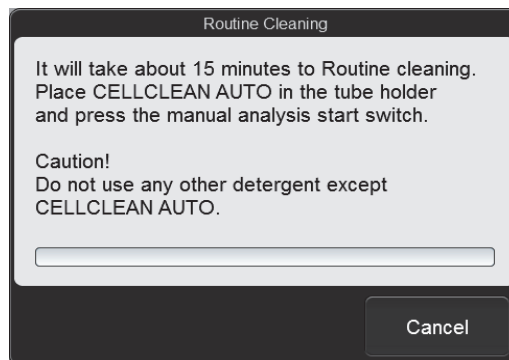 Routine Cleaning
It will take about 15 minutes to Routine cleaning.
Place CELLCLEAN AUTO in the tube holder
and press the manual analysis start switch.
Caution!
Do not use any other detergent except
CELLCLEAN AUTO.
Cancel